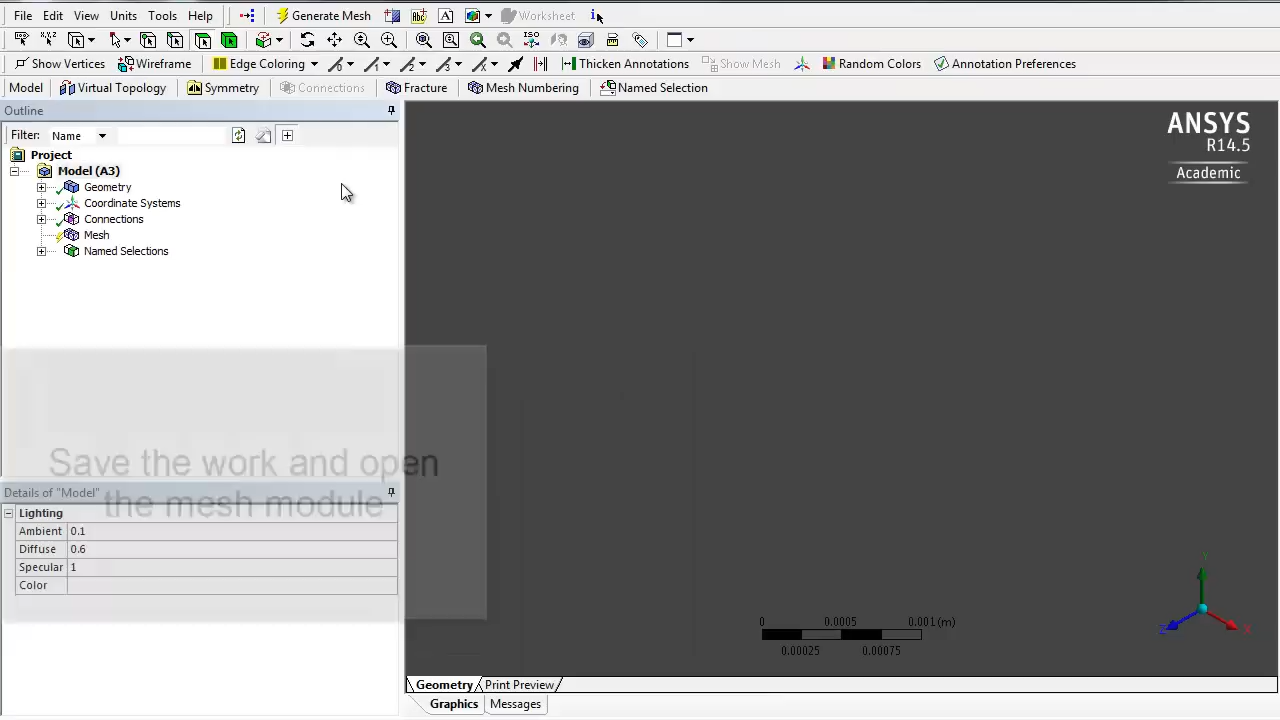 File Edit View Units Tools Help Generate Mesh A Worksheet i
ISO
Show Vertices Wireframe Edge Coloring Thicken Annotations Show Mesh Random Colors Annotation Preferences
Model Virtual Topology Symmetry Connections Fracture Mesh Numbering Named Selection
Outline
Filter: Name
Project
Model (A3)
Geometry
Coordinate Systems
Connections
Mesh
Named Selections
ANSYS
R14.5
Academic
Save the work and open
the mesh module
Details of "Model"
Lighting
Ambient 0.1
Diffuse 0.6
Specular 1
Color
0 0.0005 0.001 (m)
0.00025 0.00075
Y
Z X
Geometry Print Preview
Graphics Messages